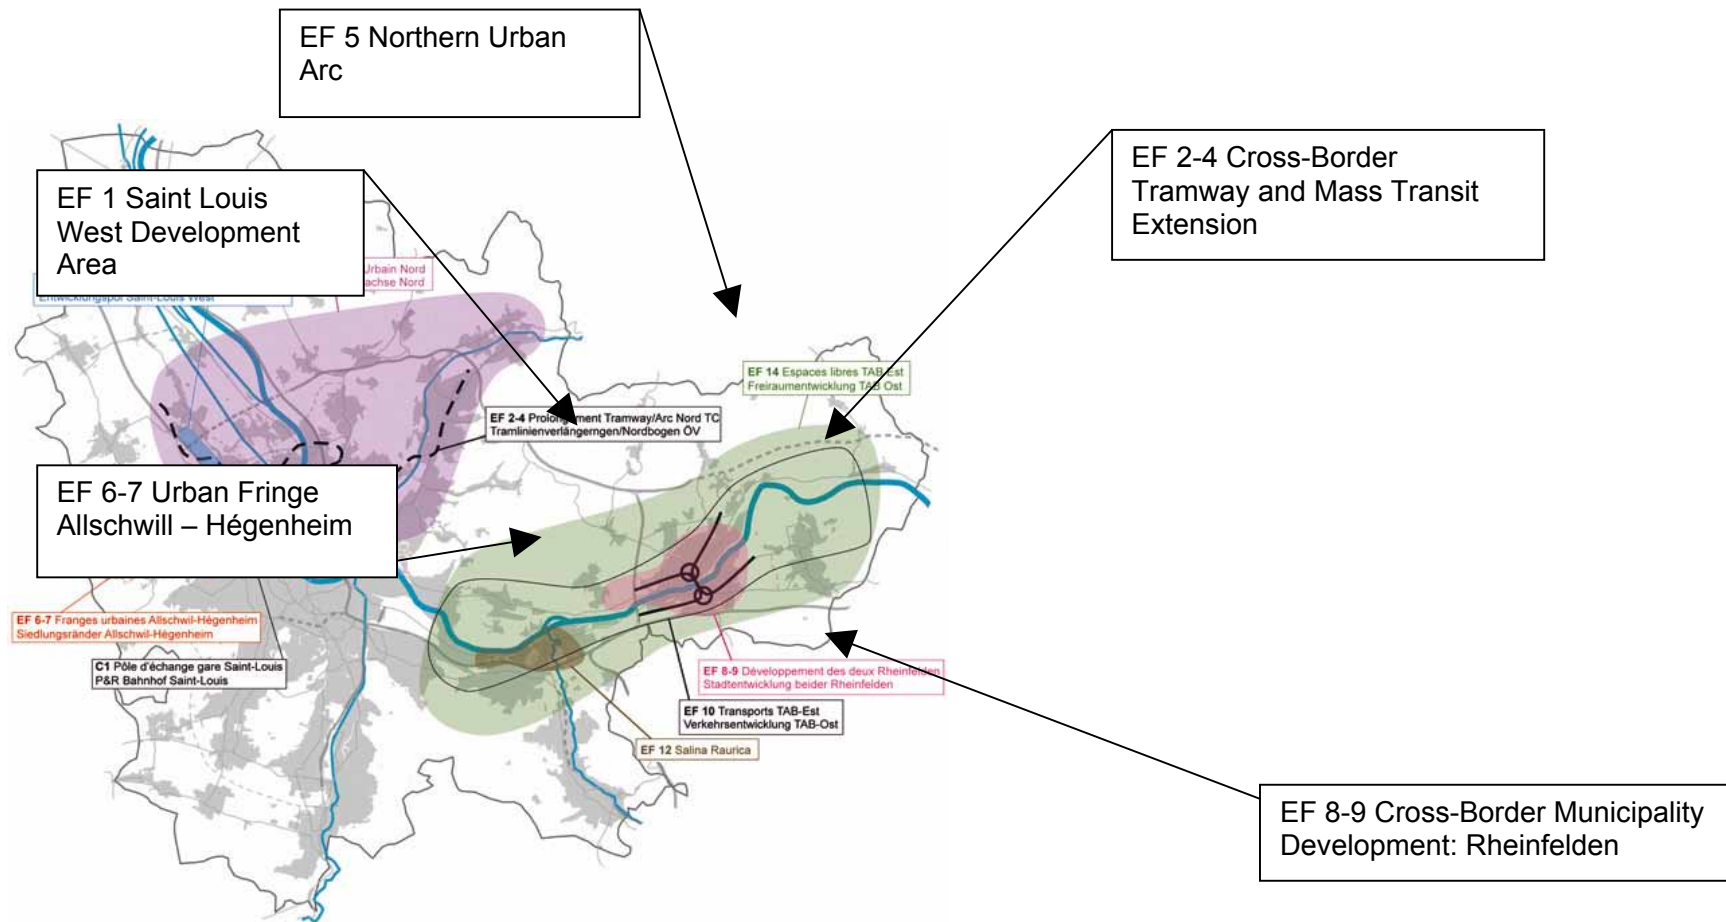 EF 5 Northern Urban
Arc
EF 2-4 Cross-Border
Tramway and Mass Transit
Extension
EF 1 Saint Louis
West Development
Area
Urbain Nord
achse Nord
Entwicklungspol Saint-Louis West
EF 14 Espaces libres TAB-Est
Freiraumentwicklung TAB Ost
EF 2-4 Prolongement Tramway/Arc Nord TC
Tramlinienverlängerngen/Nordbogen ÖV
EF 6-7 Urban Fringe
Allschwill – Hégenheim
EF 6-7 Franges urbaines Allschwil-Hégenheim
Siedlungsränder Allschwil-Hégenheim
C1 Pôle d'échange gare Saint-Louis
P&R Bahnhof Saint-Louis
EF 8-9 Développement des deux Rheinfelden
Stadtentwicklung beider Rheinfelden
EF 10 Transports TAB-Est
Verkehrsentwicklung TAB-Ost
EF 12 Salina Raurica
EF 8-9 Cross-Border Municipality
Development: Rheinfelden